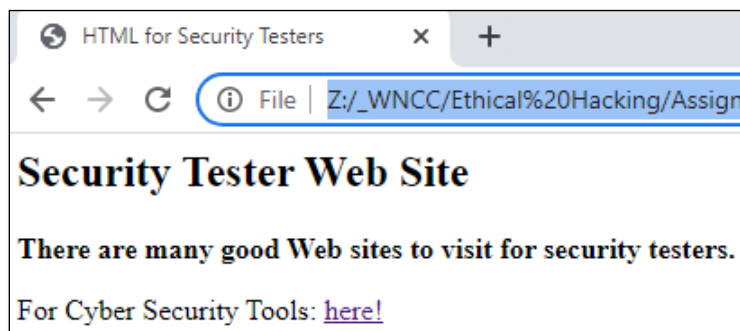 HTML for Security Testers
File Z:/_WNCC/Ethical%20Hacking/Assign
Security Tester Web Site
There are many good Web sites to visit for security testers.
For Cyber Security Tools: here!